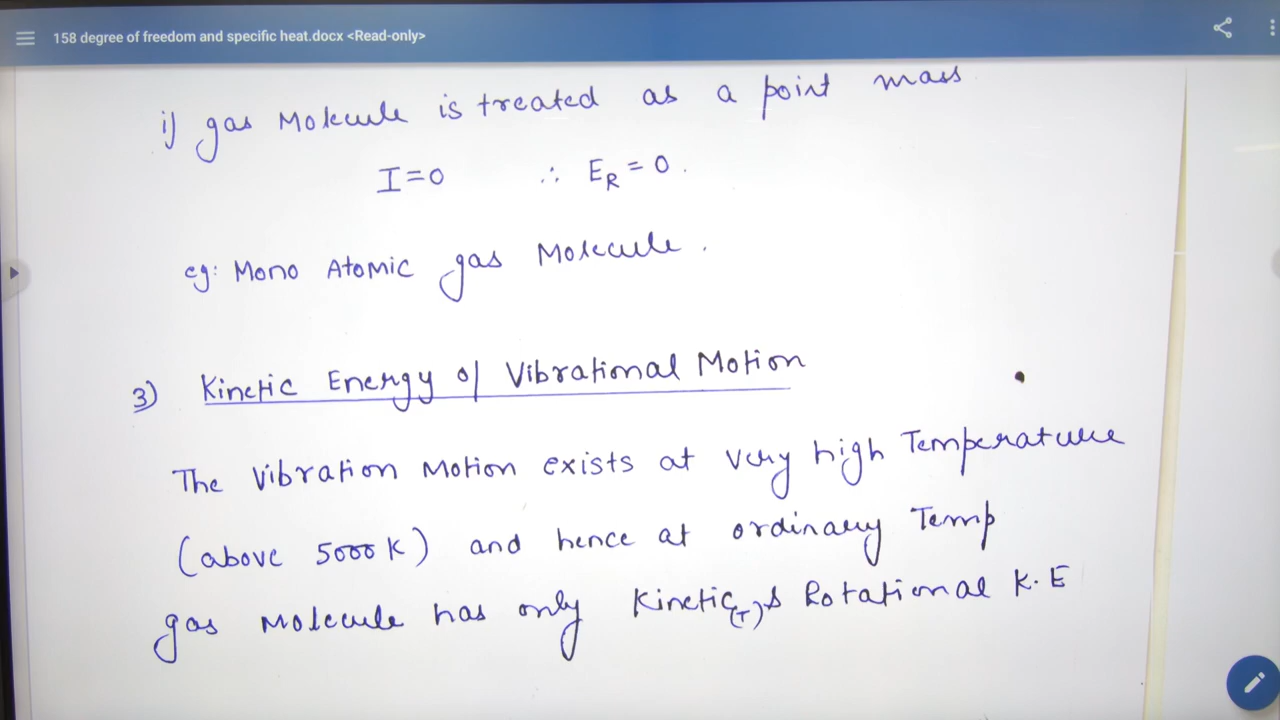 158 degree of freedom and specific heat.docx <Read-only>
i) gas Molecule is treated as a point mass
I=0 ∴ E_R = 0.
eg: Mono Atomic gas Molecule.
3) Kinetic Energy of Vibrational Motion
The Vibration Motion exists at very high Temperature
(above 5000K) and hence at ordinary Temp
gas Molecule has only Kinetic(T) & Rotational K.E